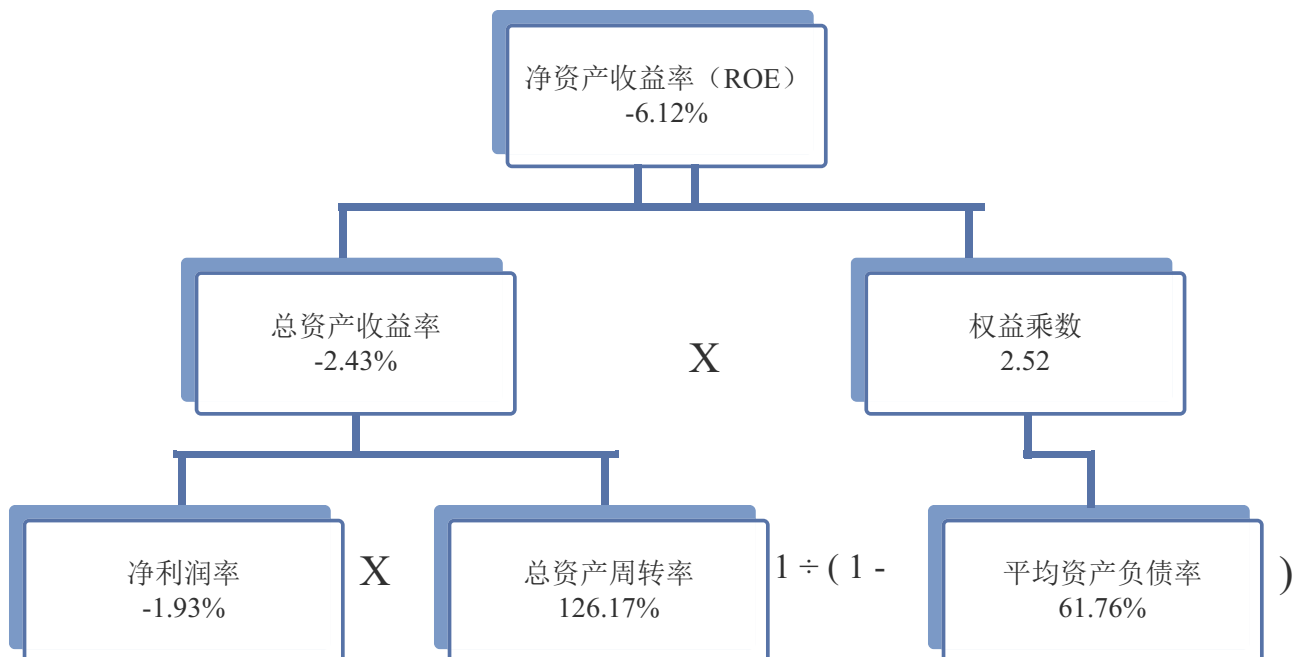 净资产收益率（ROE）
-6.12%
总资产收益率
-2.43%
X
权益乘数
2.52
净利润率
-1.93%
X
总资产周转率
126.17%
1 ÷ ( 1 -
平均资产负债率
61.76%
)